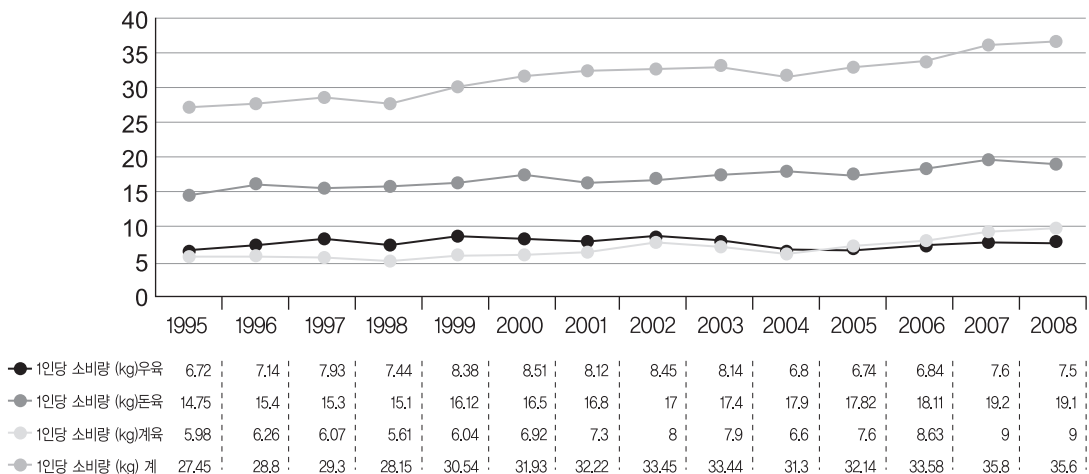 40
35
30
25
20
15
10
5
0
1995 1996 1997 1998 1999 2000 2001 2002 2003 2004 2005 2006 2007 2008
1인당 소비량 (kg)우육 6.72 7.14 7.93 7.44 8.38 8.51 8.12 8.45 8.14 6.8 6.74 6.84 7.6 7.5
1인당 소비량 (kg)돈육 14.75 15.4 15.3 15.1 16.12 16.5 16.8 17 17.4 17.9 17.82 18.11 19.2 19.1
1인당 소비량 (kg)계육 5.98 6.26 6.07 5.61 6.04 6.92 7.3 8 7.9 6.6 7.6 8.63 9 9
1인당 소비량 (kg) 계 27.45 28.8 29.3 28.15 30.54 31.93 32.22 33.45 33.44 31.3 32.14 33.58 35.8 35.6